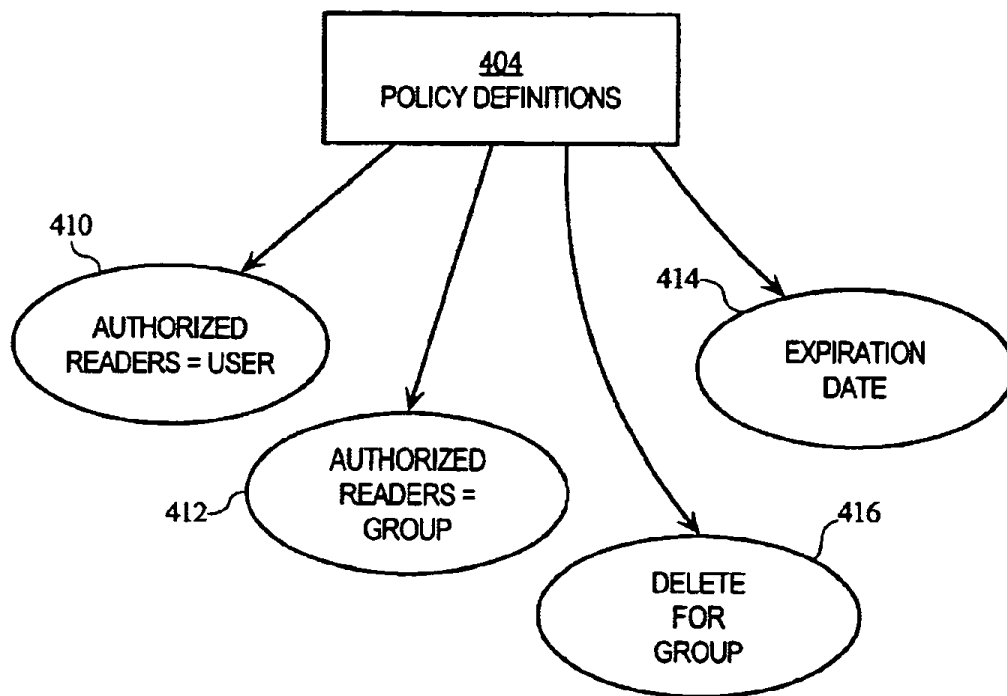 404
POLICY DEFINITIONS
410
AUTHORIZED
READERS = USER
412
AUTHORIZED
READERS =
GROUP
414
EXPIRATION
DATE
416
DELETE
FOR
GROUP